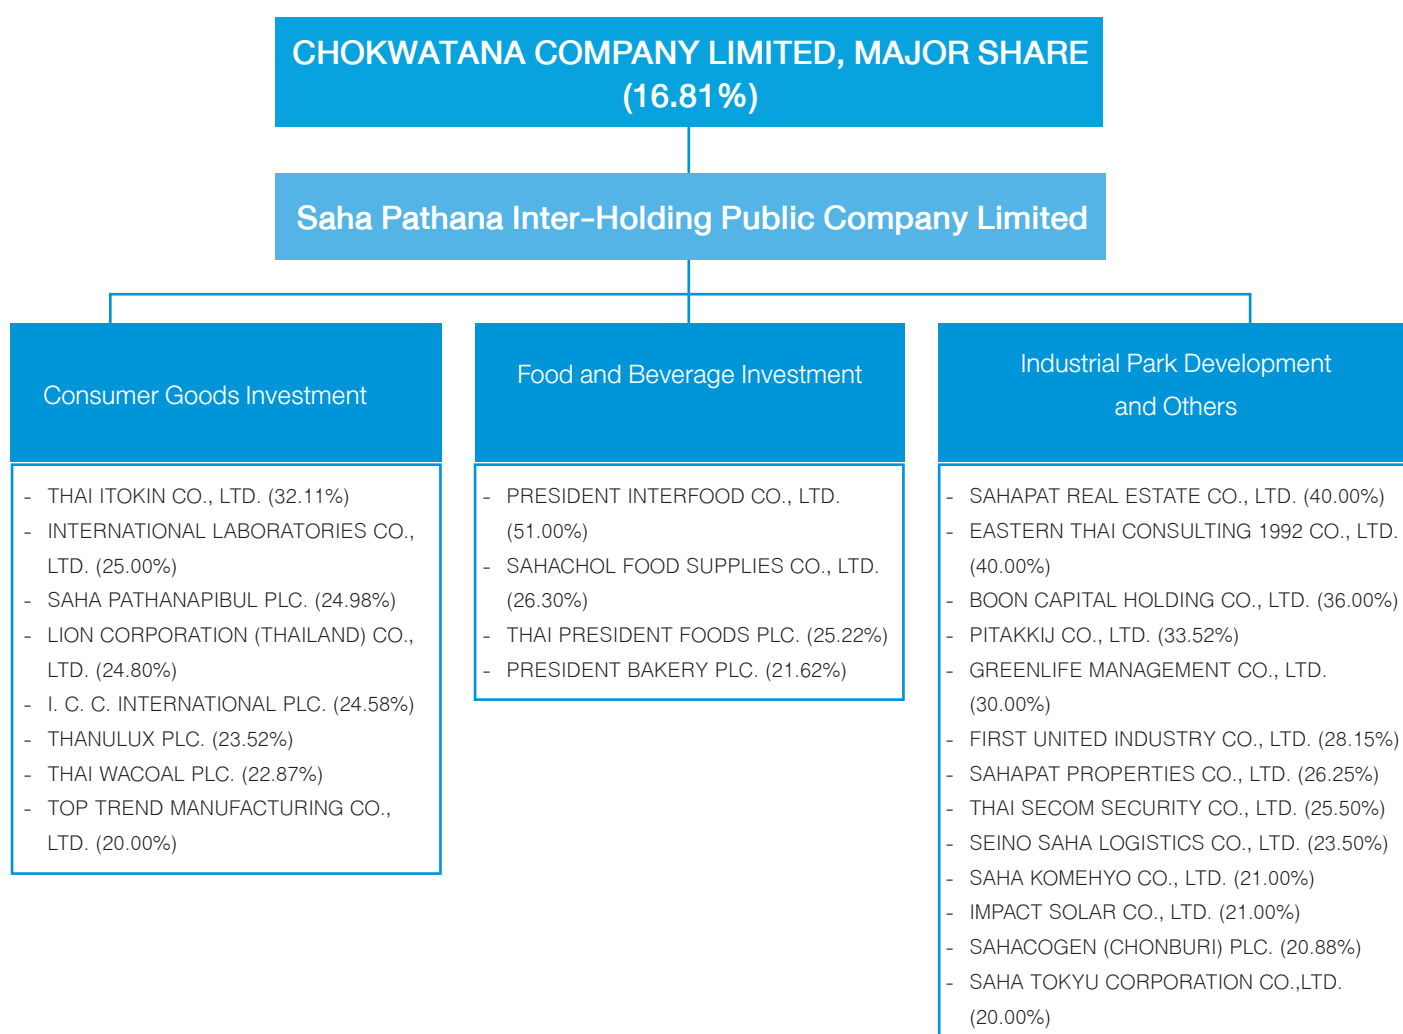 CHOKWATANA COMPANY LIMITED, MAJOR SHARE
(16.81%)
Saha Pathana Inter-Holding Public Company Limited
Consumer Goods Investment
- THAI ITOKIN CO., LTD. (32.11%)
- INTERNATIONAL LABORATORIES CO.,
LTD. (25.00%)
- SAHA PATHANAPIBUL PLC. (24.98%)
- LION CORPORATION (THAILAND) CO.,
LTD. (24.80%)
- I. C. C. INTERNATIONAL PLC. (24.58%)
- THANULUX PLC. (23.52%)
- THAI WACOAL PLC. (22.87%)
- TOP TREND MANUFACTURING CO.,
LTD. (20.00%)
Food and Beverage Investment
- PRESIDENT INTERFOOD CO., LTD.
(51.00%)
- SAHACHOL FOOD SUPPLIES CO., LTD.
(26.30%)
- THAI PRESIDENT FOODS PLC. (25.22%)
- PRESIDENT BAKERY PLC. (21.62%)
Industrial Park Development
and Others
- SAHAPAT REAL ESTATE CO., LTD. (40.00%)
- EASTERN THAI CONSULTING 1992 CO., LTD.
(40.00%)
- BOON CAPITAL HOLDING CO., LTD. (36.00%)
- PITAKKIJ CO., LTD. (33.52%)
- GREENLIFE MANAGEMENT CO., LTD.
(30.00%)
- FIRST UNITED INDUSTRY CO., LTD. (28.15%)
- SAHAPAT PROPERTIES CO., LTD. (26.25%)
- THAI SECOM SECURITY CO., LTD. (25.50%)
- SEINO SAHA LOGISTICS CO., LTD. (23.50%)
- SAHA KOMEHYO CO., LTD. (21.00%)
- IMPACT SOLAR CO., LTD. (21.00%)
- SAHACOGEN (CHONBURI) PLC. (20.88%)
- SAHA TOKYU CORPORATION CO.,LTD.
(20.00%)